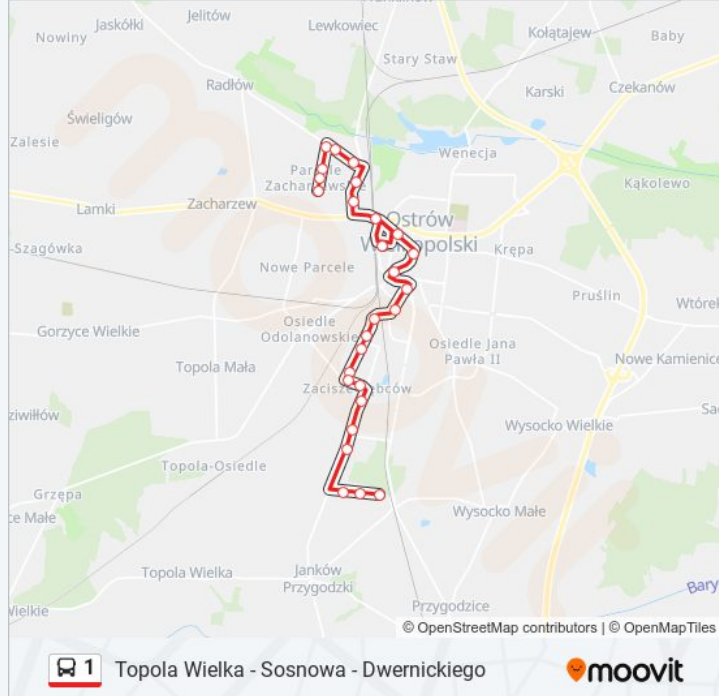 Jelitów
Jaskółki
Lewkowiec
Nowiny
Kołątajew
Baby
Stary Staw
Radłów
Karski
Czekanów
Świeligów
Zalesie
Wenecja
Parcele
Zacharzewskie
Kąkolewo
Lamki
Zacharzew
Ostrów
Wielkopolski
-Szagówka
Krępa
Nowe Parcele
Pruślin
Wtórek
Osiedle
Odolanowskie
Gorzyce Wielkie
Osiedle Jana
Pawła II
Nowe Kamienice
Topola Mała
Zacisze-Zębców
ziwiłłów
Wysocko Wielkie
Topola-Osiedle
Grzępa
ce Małe
Wysocko Małe
Janków
Przygodzki
Topola Wielka
Bary
Wielkie
Przygodzice
© OpenStreetMap contributors | © OpenMapTiles
1 Topola Wielka - Sosnowa - Dwernickiego
moovit